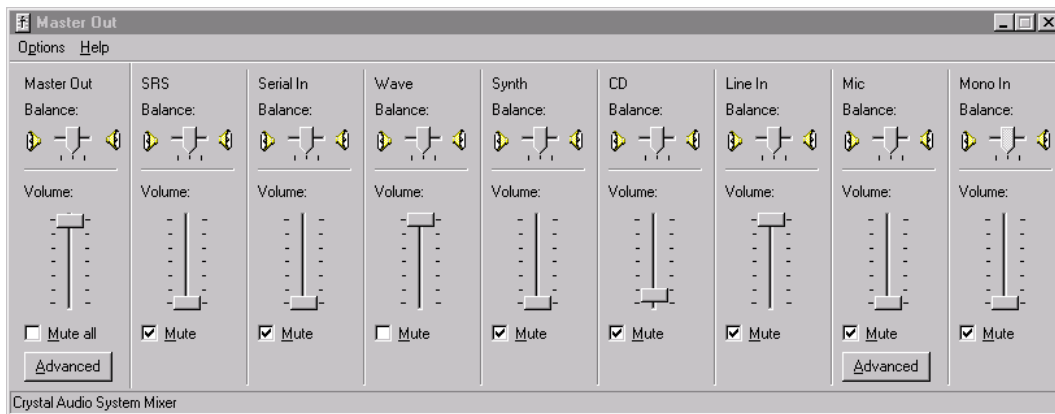 Master Out
Options Help
Master Out SRS Serial In Wave Synth CD Line In Mic Mono In
Balance: Balance: Balance: Balance: Balance: Balance: Balance: Balance: Balance:
Volume: Volume: Volume: Volume: Volume: Volume: Volume: Volume: Volume:
Mute all Mute Mute Mute Mute Mute Mute Mute Mute
Advanced Advanced
Crystal Audio System Mixer